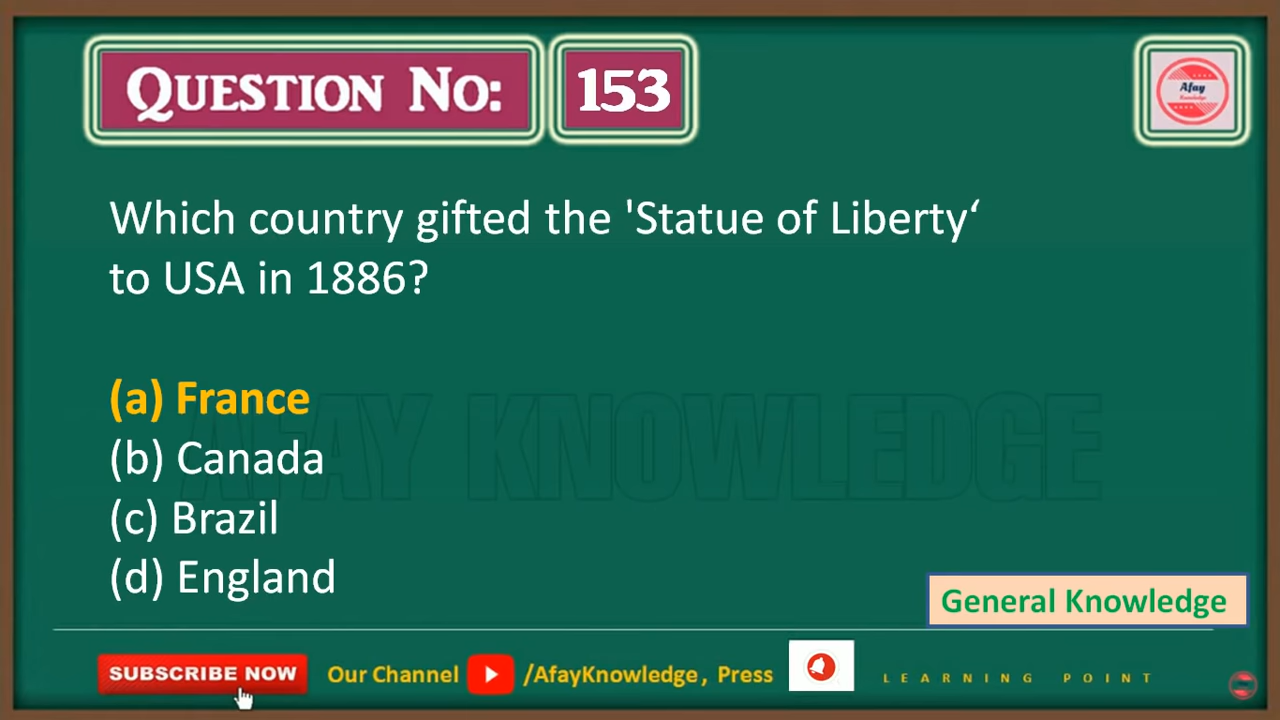 QUESTION NO: 153
Afay
Knowledge
Which country gifted the 'Statue of Liberty‘
to USA in 1886?
(a) France
(b) Canada
(c) Brazil
(d) England
AFAY KNOWLEDGE
General Knowledge
SUBSCRIBE NOW Our Channel /AfayKnowledge, Press LEARNING POINT